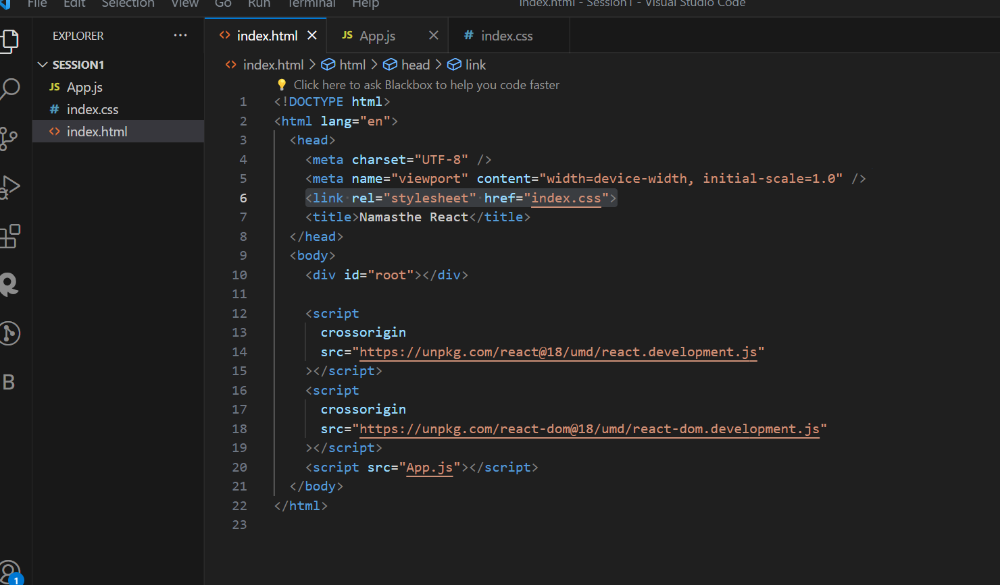 File Edit Selection View Go Run Terminal Help
index.html - Session1 - Visual Studio Code
EXPLORER
SESSION1
JS App.js
# index.css
<> index.html
B
1
<> index.html
JS App.js
# index.css
<> index.html > html > head > link
Click here to ask Blackbox to help you code faster
1 <!DOCTYPE html>
2 <html lang="en">
3 <head>
4 <meta charset="UTF-8" />
5 <meta name="viewport" content="width=device-width, initial-scale=1.0" />
6 <link rel="stylesheet" href="index.css">
7 <title>Namasthe React</title>
8 </head>
9 <body>
10 <div id="root"></div>
11
12 <script
13 crossorigin
14 src="https://unpkg.com/react@18/umd/react.development.js"
15 ></script>
16 <script
17 crossorigin
18 src="https://unpkg.com/react-dom@18/umd/react-dom.development.js"
19 ></script>
20 <script src="App.js"></script>
21 </body>
22 </html>
23